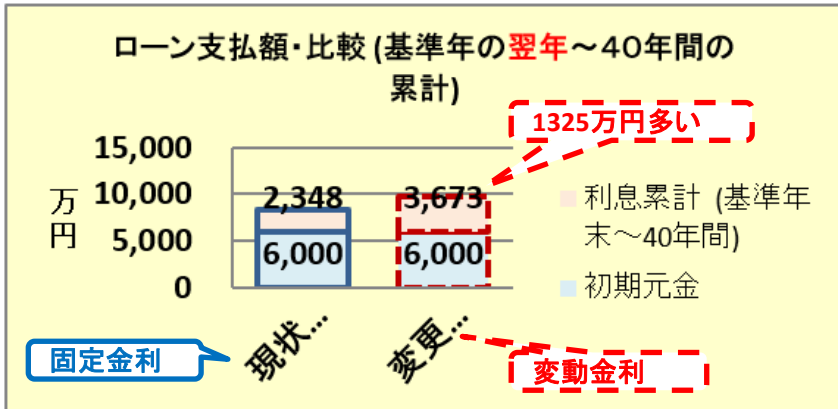 ローン支払額・比較 (基準年の翌年～40年間の
累計)
1325万円多い
15,000
10,000
5,000
0
万円
2,348
3,673
6,000
6,000
利息累計 (基準年
末～40年間)
初期元金
現状…
変更…
固定金利
変動金利